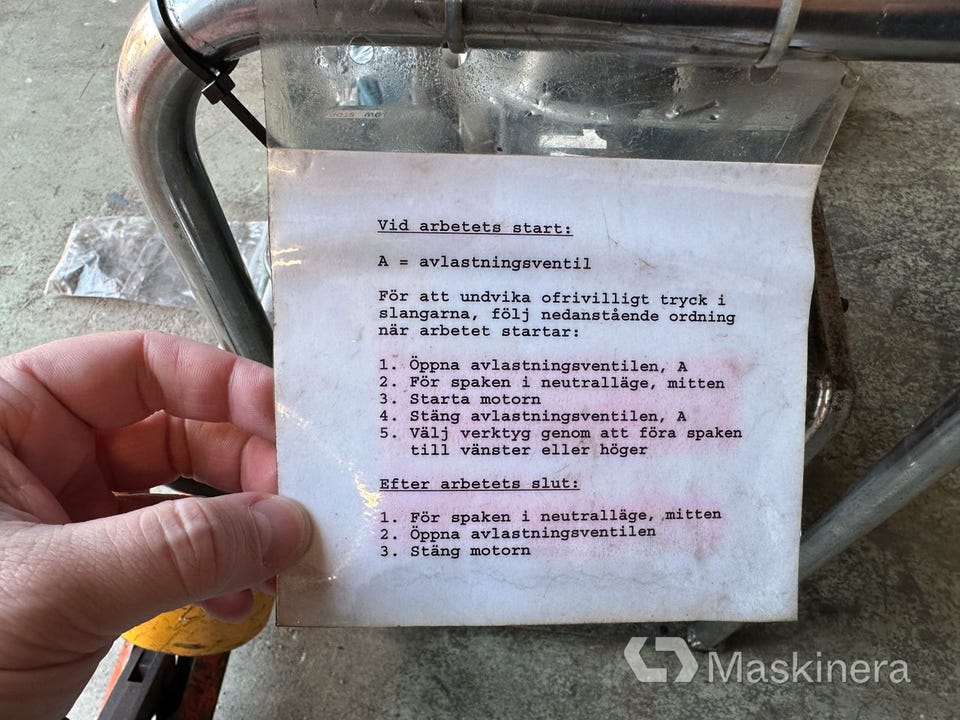 Vid arbetets start:
A = avlastningsventil
För att undvika ofrivilligt tryck i
slangarna, följ nedanstående ordning
när arbetet startar:
1. Öppna avlastningsventilen, A
2. För spaken i neutralläge, mitten
3. Starta motorn
4. Stäng avlastningsventilen, A
5. Välj verktyg genom att föra spaken
till vänster eller höger
Efter arbetets slut:
1. För spaken i neutralläge, mitten
2. Öppna avlastningsventilen
3. Stäng motorn
Maskinera